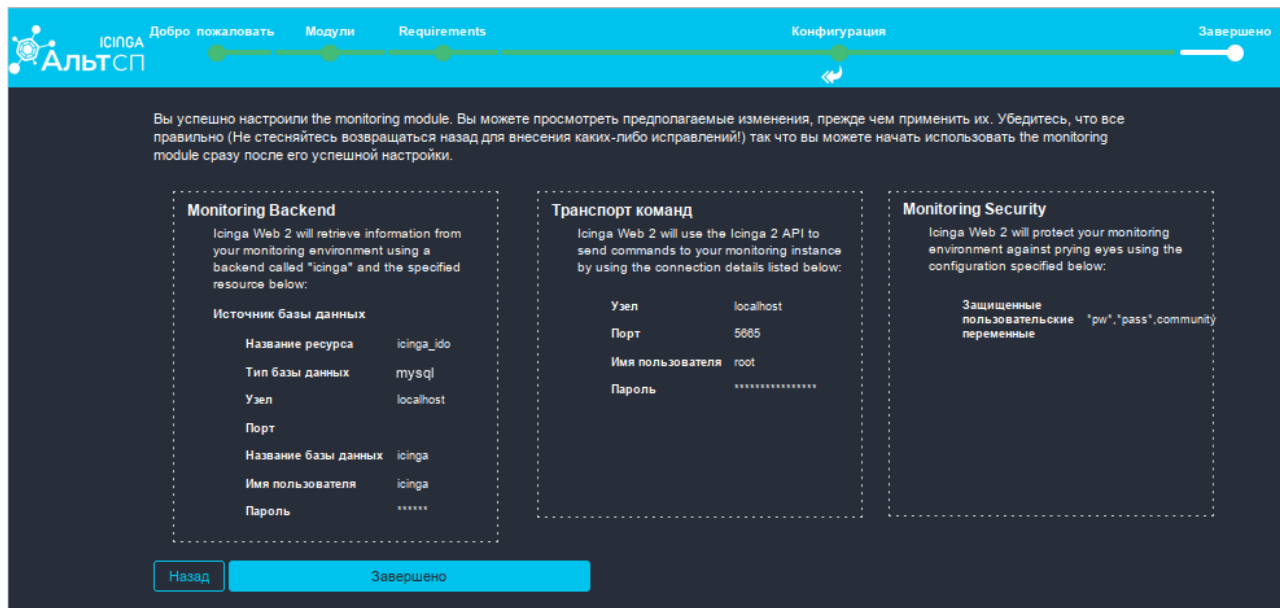 ICINGA
АльтСП
Добро пожаловать
Модули
Requirements
Конфигурация
Завершено
Вы успешно настроили the monitoring module. Вы можете просмотреть предполагаемые изменения, прежде чем применить их. Убедитесь, что все
правильно (Не стесняйтесь возвращаться назад для внесения каких-либо исправлений!) так что вы можете начать использовать the monitoring
module сразу после его успешной настройки.
Monitoring Backend
Icinga Web 2 will retrieve information from
your monitoring environment using a
backend called "icinga" and the specified
resource below:
Источник базы данных
Название ресурса icinga_ido
Тип базы данных mysql
Узел localhost
Порт
Название базы данных icinga
Имя пользователя icinga
Пароль ******
Транспорт команд
Icinga Web 2 will use the Icinga 2 API to
send commands to your monitoring instance
by using the connection details listed below:
Узел localhost
Порт 5665
Имя пользователя root
Пароль ****************
Monitoring Security
Icinga Web 2 will protect your monitoring
environment against prying eyes using the
configuration specified below:
Защищенные
пользовательские *pw*,*pass*,community
переменные
Назад
Завершено